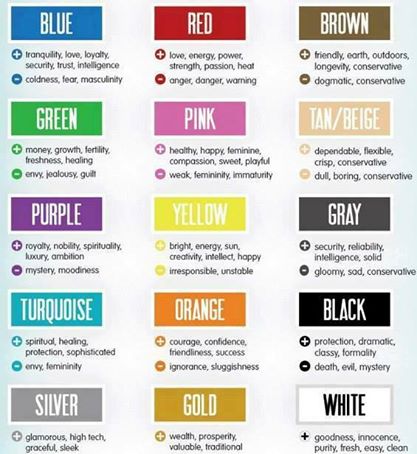 BLUE
tranquility, love, loyalty,
security, trust, intelligence
coldness, fear, masculinity
RED
love, energy, power,
strength, passion, heat
anger, danger, warning
BROWN
friendly, earth, outdoors,
longevity, conservative
dogmatic, conservative
GREEN
money, growth, fertility,
freshness, healing
envy, jealousy, guilt
PINK
healthy, happy, feminine,
compassion, sweet, playful
weak, femininity, immaturity
TAN/BEIGE
dependable, flexible,
crisp, conservative
dull, boring, conservative
PURPLE
royalty, nobility, spirituality,
luxury, ambition
mystery, moodiness
YELLOW
bright, energy, sun,
creativity, intellect, happy
irresponsible, unstable
GRAY
security, reliability,
intelligence, solid
gloomy, sad, conservative
TURQUOISE
spiritual, healing,
protection, sophisticated
envy, femininity
ORANGE
courage, confidence,
friendliness, success
ignorance, sluggishness
BLACK
protection, dramatic,
classy, formality
death, evil, mystery
SILVER
glamorous, high tech,
graceful, sleek
GOLD
wealth, prosperity,
valuable, traditional
WHITE
goodness, innocence,
purity, fresh, easy, clean